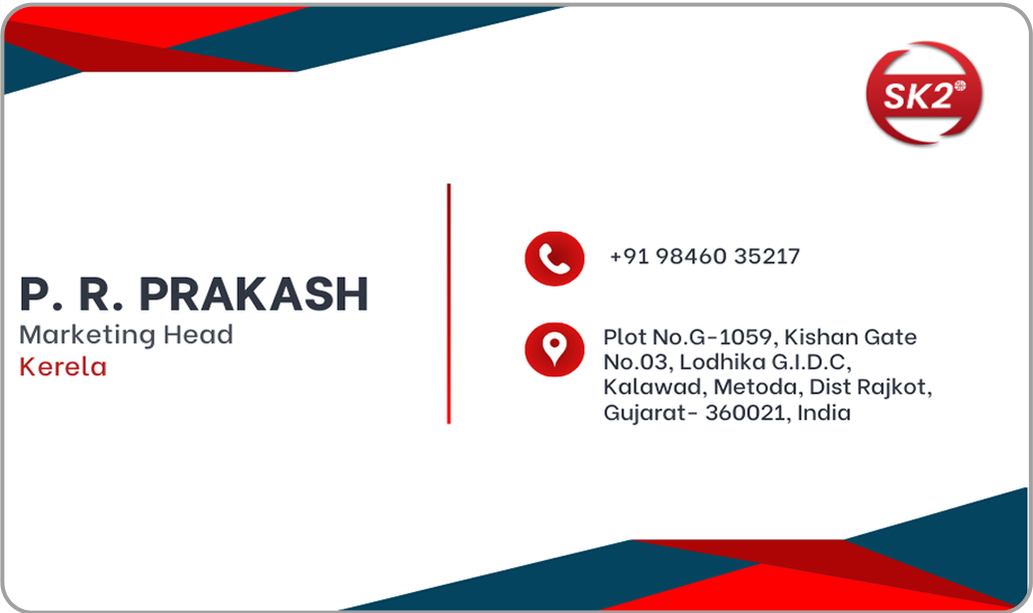 SK2
P. R. PRAKASH
Marketing Head
Kerela
+91 98460 35217
Plot No.G-1059, Kishan Gate
No.03, Lodhika G.I.D.C,
Kalawad, Metoda, Dist Rajkot,
Gujarat- 360021, India